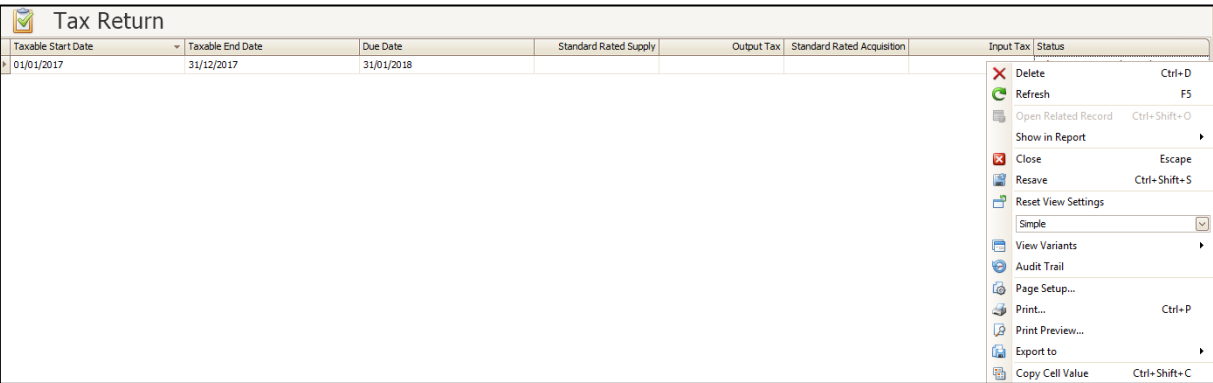 Tax Return
Taxable Start Date Taxable End Date Due Date Standard Rated Supply Output Tax Standard Rated Acquisition Input Tax Status
01/01/2017 31/12/2017 31/01/2018
Delete Ctrl+D
Refresh F5
Open Related Record Ctrl+Shift+O
Show in Report
Close Escape
Resave Ctrl+Shift+S
Reset View Settings
Simple
View Variants
Audit Trail
Page Setup...
Print... Ctrl+P
Print Preview...
Export to
Copy Cell Value Ctrl+Shift+C